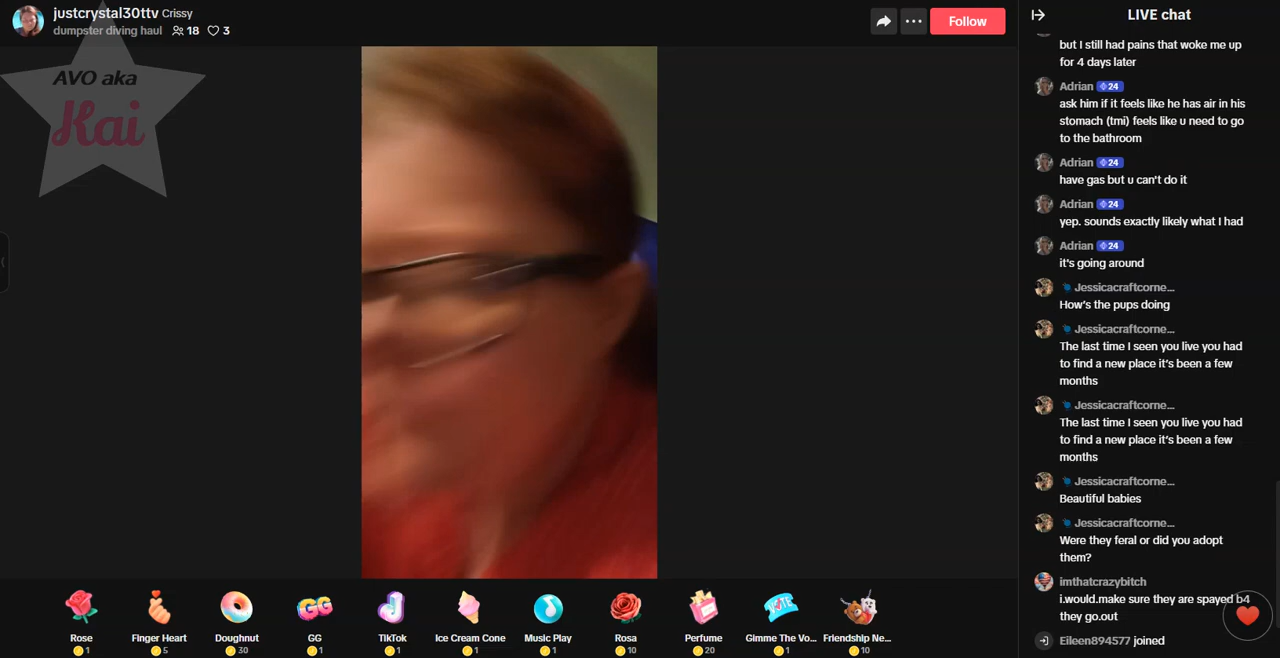 justcrystal30ttv Crissy
dumpster diving haul 18 3
Follow
LIVE chat
AVO aka
Kai
but I still had pains that woke me up
for 4 days later
Adrian 24
ask him if it feels like he has air in his
stomach (tmi) feels like u need to go
to the bathroom
Adrian 24
have gas but u can't do it
Adrian 24
yep. sounds exactly likely what I had
Adrian 24
it's going around
Jessicacraftcorne...
How's the pups doing
Jessicacraftcorne...
The last time I seen you live you had
to find a new place it's been a few
months
Jessicacraftcorne...
The last time I seen you live you had
to find a new place it's been a few
months
Jessicacraftcorne...
Beautiful babies
Jessicacraftcorne...
Were they feral or did you adopt
them?
imthatcrazybitch
i.would.make sure they are spayed b4
they go.out
Eileen894577 joined
GG
VOTE
Rose Finger Heart Doughnut GG TikTok Ice Cream Cone Music Play Rosa Perfume Gimme The Vo... Friendship Ne...
1 5 30 1 1 1 1 10 20 1 10